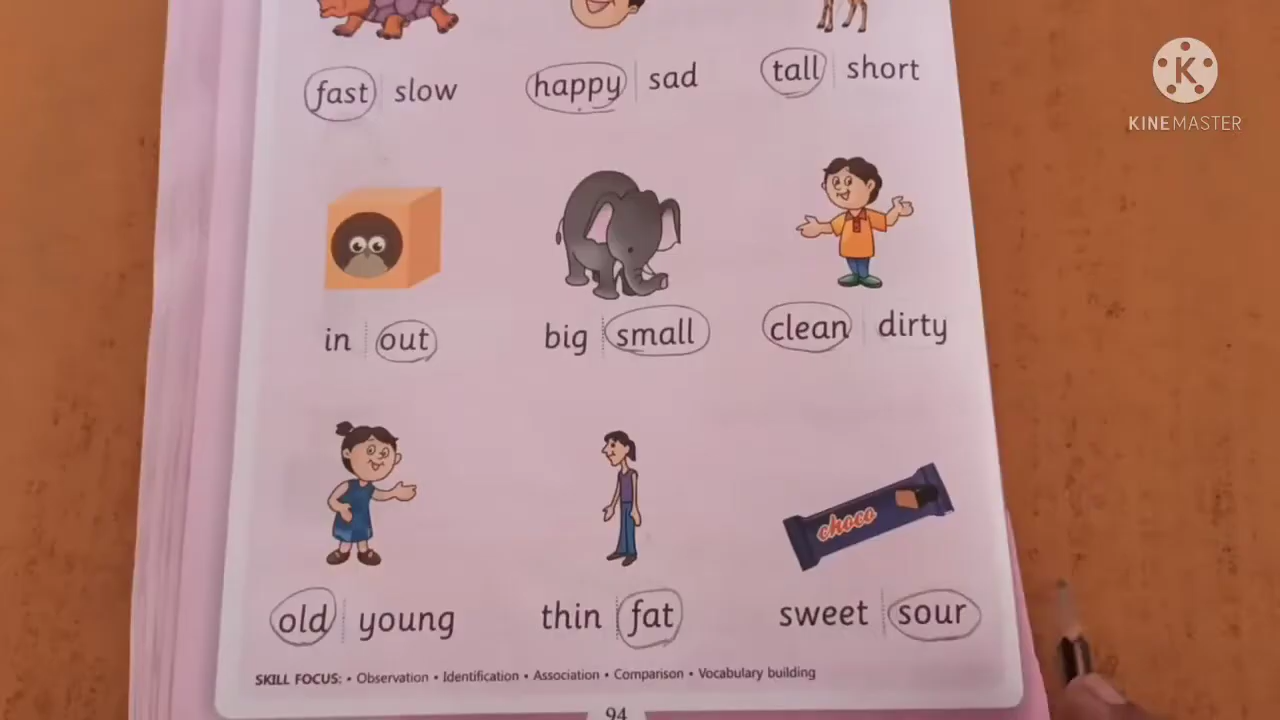 fast slow happy sad tall short
KINEMASTER
in out big small clean dirty
choco
old young thin fat sweet sour
SKILL FOCUS: • Observation • Identification • Association • Comparison • Vocabulary building
94